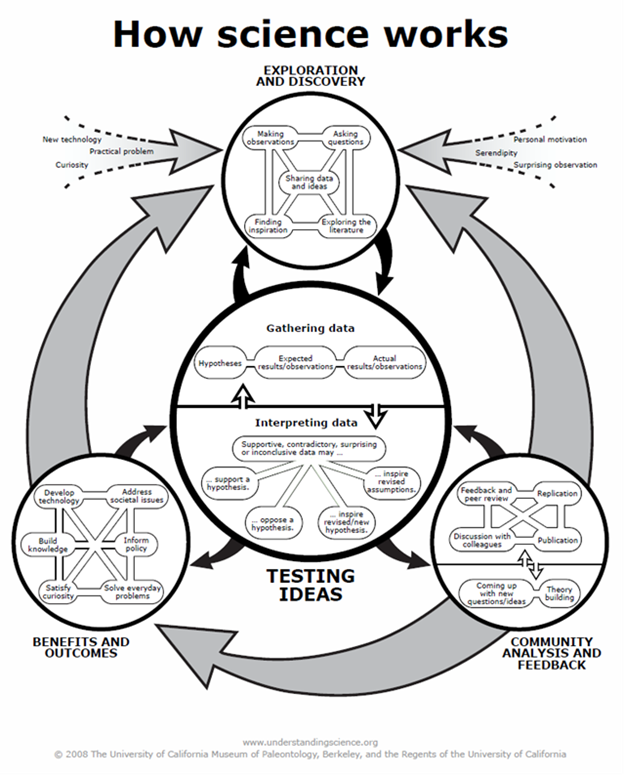 How science works
EXPLORATION
AND DISCOVERY
New technology
Practical problem
Curiosity
Personal motivation
Serendipity
Surprising observation
Making
observations
Asking
questions
Sharing data
and ideas
Finding
inspiration
Exploring the
literature
Gathering data
Hypotheses
Expected
results/observations
Actual
results/observations
Interpreting data
Supportive, contradictory, surprising
or inconclusive data may ...
... support a
hypothesis.
... inspire
revised
assumptions.
... oppose a
hypothesis.
... inspire
revised/new
hypothesis.
TESTING
IDEAS
Develop
technology
Address
societal issues
Build
knowledge
Inform
policy
Satisfy
curiosity
Solve everyday
problems
BENEFITS AND
OUTCOMES
Feedback and
peer review
Replication
Discussion with
colleagues
Publication
Coming up
with new
questions/ideas
Theory
building
COMMUNITY
ANALYSIS AND
FEEDBACK
www.understandingscience.org
© 2008 The University of California Museum of Paleontology, Berkeley, and the Regents of the University of California